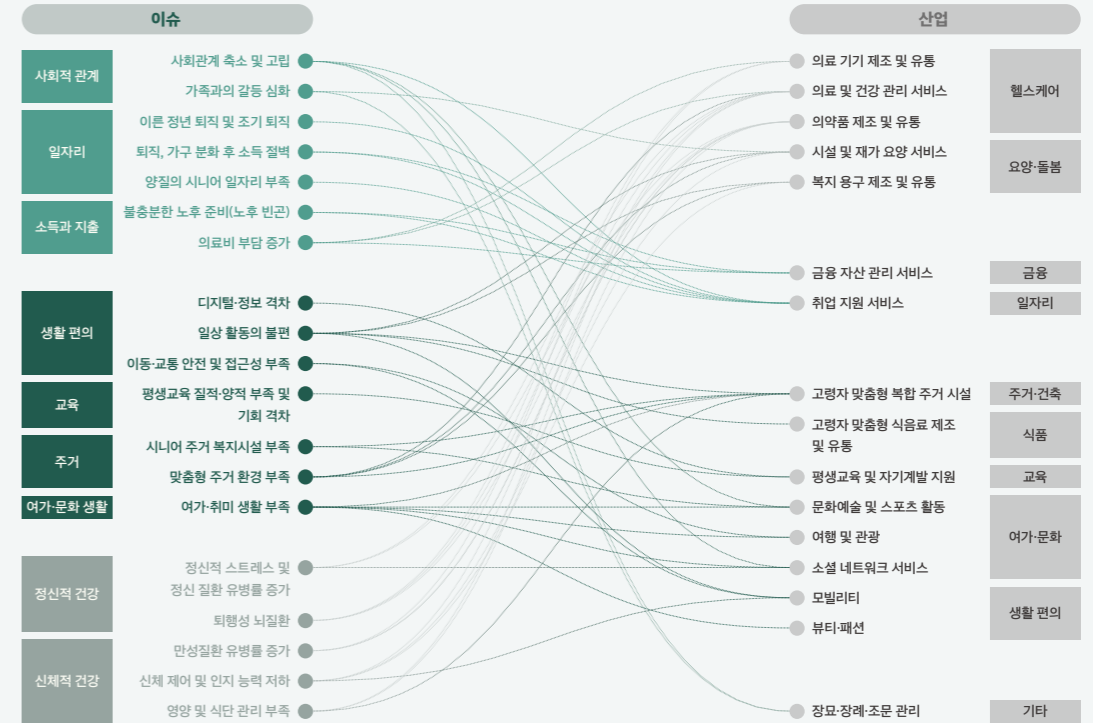 이슈
산업
사회적 관계
사회관계 축소 및 고립
가족과의 갈등 심화
일자리
이른 정년 퇴직 및 조기 퇴직
퇴직, 가구 분화 후 소득 절벽
양질의 시니어 일자리 부족
소득과 지출
불충분한 노후 준비(노후 빈곤)
의료비 부담 증가
생활 편의
디지털·정보 격차
일상 활동의 불편
이동·교통 안전 및 접근성 부족
교육
평생교육 질적·양적 부족 및
기회 격차
주거
시니어 주거 복지시설 부족
맞춤형 주거 환경 부족
여가·문화 생활
여가·취미 생활 부족
정신적 건강
정신적 스트레스 및
정신 질환 유병률 증가
퇴행성 뇌질환
신체적 건강
만성질환 유병률 증가
신체 제어 및 인지 능력 저하
영양 및 식단 관리 부족
의료 기기 제조 및 유통
의료 및 건강 관리 서비스
의약품 제조 및 유통
헬스케어
시설 및 재가 요양 서비스
복지 용구 제조 및 유통
요양·돌봄
금융 자산 관리 서비스
금융
취업 지원 서비스
일자리
고령자 맞춤형 복합 주거 시설
주거·건축
고령자 맞춤형 식음료 제조
및 유통
식품
평생교육 및 자기계발 지원
교육
문화예술 및 스포츠 활동
여행 및 관광
소셜 네트워크 서비스
여가·문화
모빌리티
뷰티·패션
생활 편의
장묘·장례·조문 관리
기타